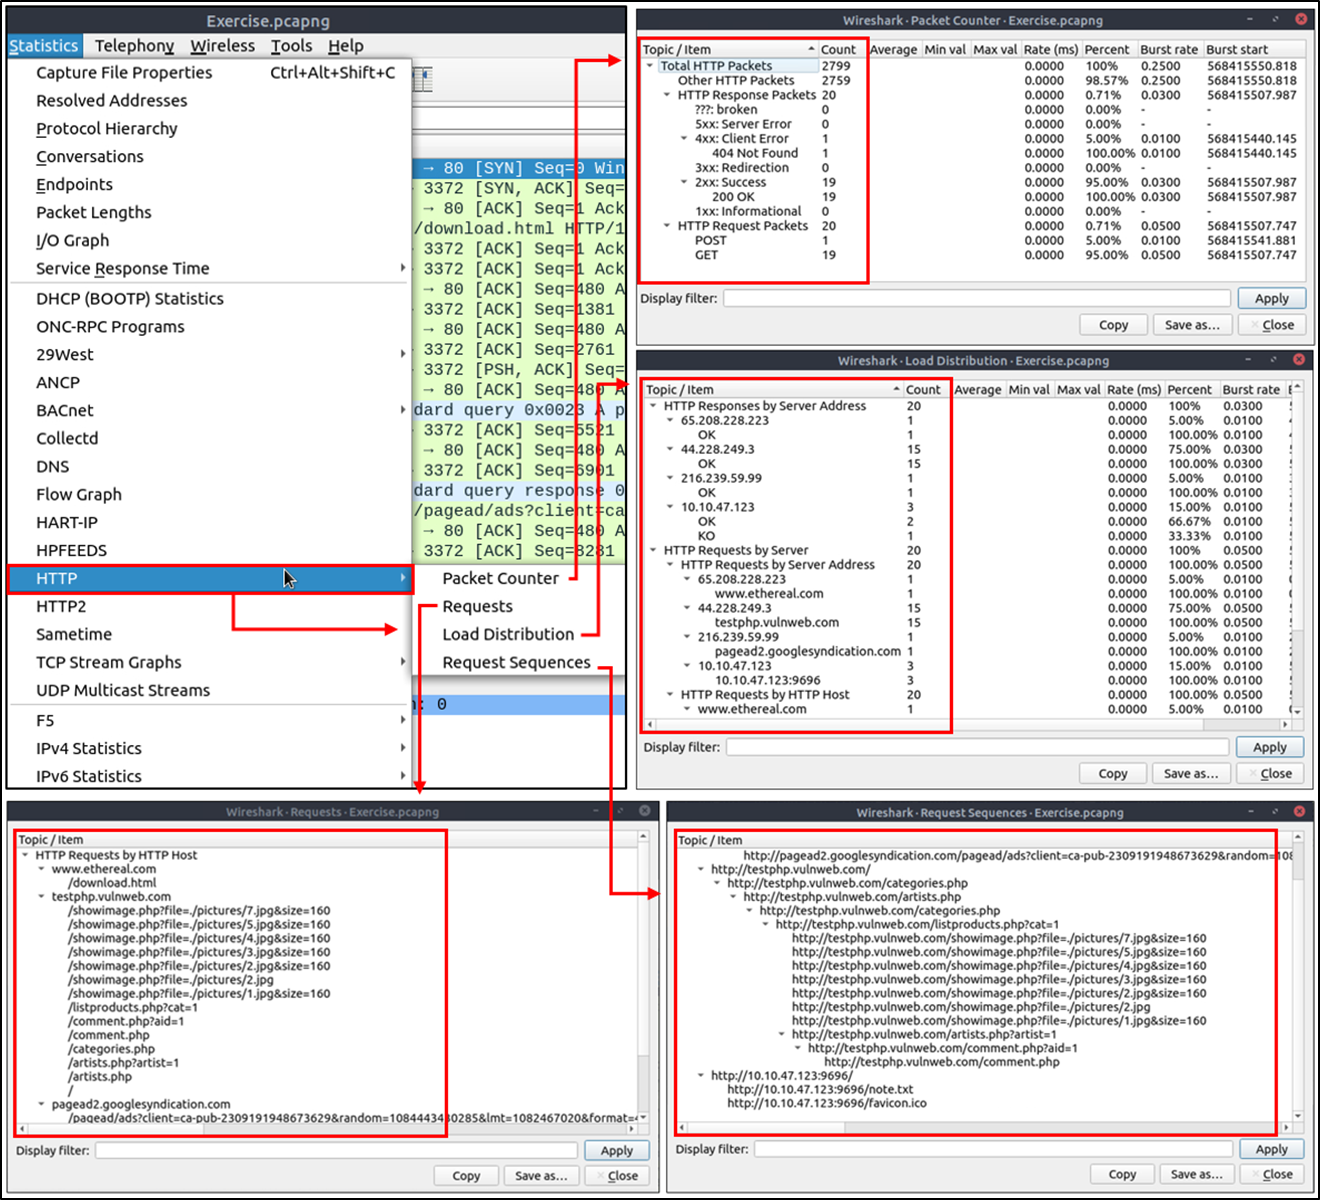 Exercise.pcapng
Statistics Telephony Wireless Tools Help
Capture File Properties Ctrl+Alt+Shift+C
Resolved Addresses
Protocol Hierarchy
Conversations
Endpoints
Packet Lengths
I/O Graph
Service Response Time
DHCP (BOOTP) Statistics
ONC-RPC Programs
29West
ANCP
BACnet
Collectd
DNS
Flow Graph
HART-IP
HPFEEDS
HTTP
HTTP2
Sametime
TCP Stream Graphs
UDP Multicast Streams
F5
IPv4 Statistics
IPv6 Statistics
→ 80 [SYN] Seq=0 Win
3372 [SYN, ACK] Seq=
→ 80 [ACK] Seq=1 Ack
/download.html HTTP/1
3372 [ACK] Seq=1 Ack
3372 [ACK] Seq=1 Ack
→ 80 [ACK] Seq=480 A
3372 [ACK] Seq=1381
→ 80 [ACK] Seq=480 A
3372 [ACK] Seq=2761
3372 [PSH, ACK] Seq=
→ 80 [ACK] Seq=480 A
dard query 0x0023 A p
3372 [ACK] Seq=5521
→ 80 [ACK] Seq=480 A
3372 [ACK] Seq=6901
dard query response 0
/pagead/ads?client=ca
→ 80 [ACK] Seq=480 A
3372 [ACK] Seq=8281
Packet Counter
Requests
Load Distribution
Request Sequences
: 0
Wireshark · Packet Counter · Exercise.pcapng
Topic / Item Count Average Min val Max val Rate (ms) Percent Burst rate Burst start
Total HTTP Packets 2799 0.0000 100% 0.2500 568415550.818
Other HTTP Packets 2759 0.0000 98.57% 0.2500 568415550.818
HTTP Response Packets 20 0.0000 0.71% 0.0300 568415507.987
???: broken 0 0.0000 0.00% - -
5xx: Server Error 0 0.0000 0.00% - -
4xx: Client Error 1 0.0000 5.00% 0.0100 568415440.145
404 Not Found 1 0.0000 100.00% 0.0100 568415440.145
3xx: Redirection 0 0.0000 0.00% - -
2xx: Success 19 0.0000 95.00% 0.0300 568415507.987
200 OK 19 0.0000 100.00% 0.0300 568415507.987
1xx: Informational 0 0.0000 0.00% - -
HTTP Request Packets 20 0.0000 0.71% 0.0500 568415507.747
POST 1 0.0000 5.00% 0.0100 568415541.881
GET 19 0.0000 95.00% 0.0500 568415507.747
Display filter: Apply
Copy Save as… Close
Wireshark · Load Distribution · Exercise.pcapng
Topic / Item Count Average Min val Max val Rate (ms) Percent Burst rate
HTTP Responses by Server Address 20 0.0000 100% 0.0300
65.208.228.223 1 0.0000 5.00% 0.0100
OK 1 0.0000 100.00% 0.0100
44.228.249.3 15 0.0000 75.00% 0.0300
OK 15 0.0000 100.00% 0.0300
216.239.59.99 1 0.0000 5.00% 0.0100
OK 1 0.0000 100.00% 0.0100
10.10.47.123 3 0.0000 15.00% 0.0100
OK 2 0.0000 66.67% 0.0100
KO 1 0.0000 33.33% 0.0100
HTTP Requests by Server 20 0.0000 100% 0.0500
HTTP Requests by Server Address 20 0.0000 100.00% 0.0500
65.208.228.223 1 0.0000 5.00% 0.0100
www.ethereal.com 1 0.0000 100.00% 0.0100
44.228.249.3 15 0.0000 75.00% 0.0500
testphp.vulnweb.com 15 0.0000 100.00% 0.0500
216.239.59.99 1 0.0000 5.00% 0.0100
pagead2.googlesyndication.com 1 0.0000 100.00% 0.0100
10.10.47.123 3 0.0000 15.00% 0.0100
10.10.47.123:9696 3 0.0000 100.00% 0.0100
HTTP Requests by HTTP Host 20 0.0000 100.00% 0.0500
www.ethereal.com 1 0.0000 5.00% 0.0100
Display filter: Apply
Copy Save as… Close
Wireshark · Requests · Exercise.pcapng
Topic / Item
HTTP Requests by HTTP Host
www.ethereal.com
/download.html
testphp.vulnweb.com
/showimage.php?file=./pictures/7.jpg&size=160
/showimage.php?file=./pictures/5.jpg&size=160
/showimage.php?file=./pictures/4.jpg&size=160
/showimage.php?file=./pictures/3.jpg&size=160
/showimage.php?file=./pictures/2.jpg&size=160
/showimage.php?file=./pictures/2.jpg
/showimage.php?file=./pictures/1.jpg&size=160
/listproducts.php?cat=1
/comment.php?aid=1
/comment.php
/categories.php
/artists.php?artist=1
/artists.php
/
pagead2.googlesyndication.com
/pagead/ads?client=ca-pub-2309191948673629&random=1084443430285&lmt=1082467020&format=
Display filter: Apply
Copy Save as… Close
Wireshark · Request Sequences · Exercise.pcapng
Topic / Item
http://pagead2.googlesyndication.com/pagead/ads?client=ca-pub-2309191948673629&random=108
http://testphp.vulnweb.com/
http://testphp.vulnweb.com/categories.php
http://testphp.vulnweb.com/artists.php
http://testphp.vulnweb.com/categories.php
http://testphp.vulnweb.com/listproducts.php?cat=1
http://testphp.vulnweb.com/showimage.php?file=./pictures/7.jpg&size=160
http://testphp.vulnweb.com/showimage.php?file=./pictures/5.jpg&size=160
http://testphp.vulnweb.com/showimage.php?file=./pictures/4.jpg&size=160
http://testphp.vulnweb.com/showimage.php?file=./pictures/3.jpg&size=160
http://testphp.vulnweb.com/showimage.php?file=./pictures/2.jpg&size=160
http://testphp.vulnweb.com/showimage.php?file=./pictures/2.jpg
http://testphp.vulnweb.com/showimage.php?file=./pictures/1.jpg&size=160
http://testphp.vulnweb.com/artists.php?artist=1
http://testphp.vulnweb.com/comment.php?aid=1
http://testphp.vulnweb.com/comment.php
http://10.10.47.123:9696/
http://10.10.47.123:9696/note.txt
http://10.10.47.123:9696/favicon.ico
Display filter: Apply
Copy Save as… Close